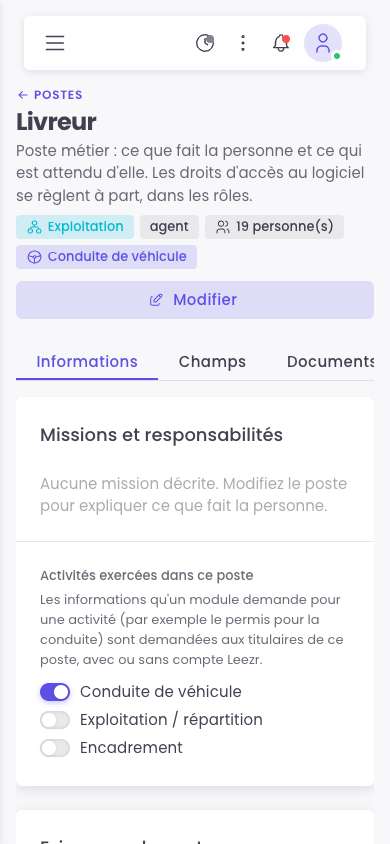 ← POSTES
Livreur
Poste métier : ce que fait la personne et ce qui
est attendu d'elle. Les droits d'accès au logiciel
se règlent à part, dans les rôles.
Exploitation agent 19 personne(s)
Conduite de véhicule
Modifier
Informations Champs Documents
Missions et responsabilités
Aucune mission décrite. Modifiez le poste
pour expliquer ce que fait la personne.
Activités exercées dans ce poste
Les informations qu'un module demande pour
une activité (par exemple le permis pour la
conduite) sont demandées aux titulaires de ce
poste, avec ou sans compte Leezr.
Conduite de véhicule
Exploitation / répartition
Encadrement